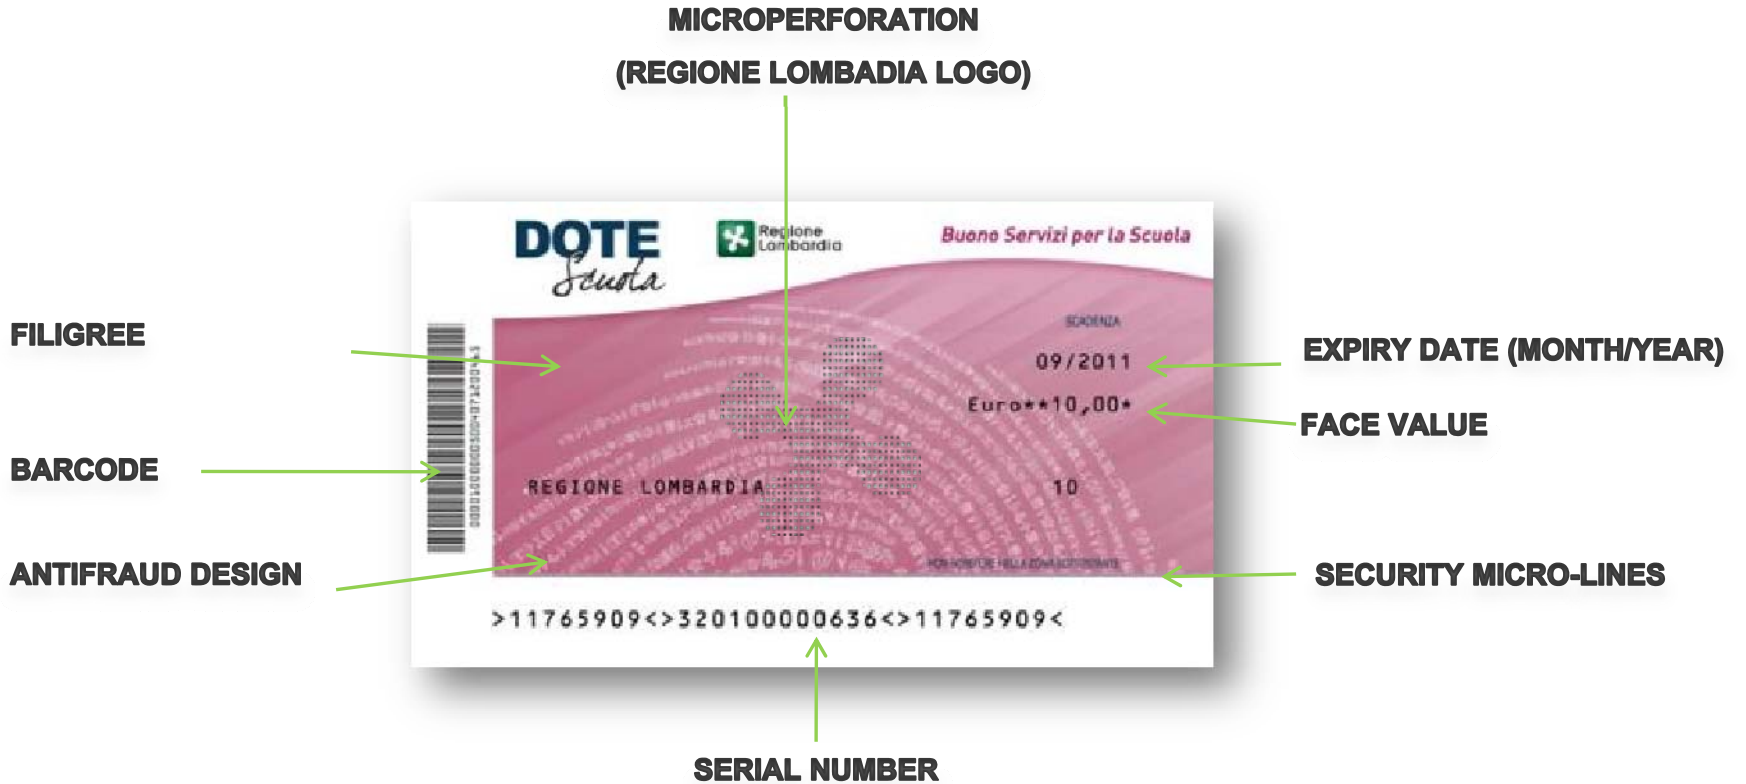 MICROPERFORATION
(REGIONE LOMBADIA LOGO)
DOTE
Scuola
Regione
Lombardia
Buono Servizi per la Scuola
FILIGREE
SCADENZA
EXPIRY DATE (MONTH/YEAR)
09/2011
Euro**10,00*
FACE VALUE
BARCODE
REGIONE LOMBARDIA
10
ANTIFRAUD DESIGN
SECURITY MICRO-LINES
>11765909<>320100000636<>11765909<
SERIAL NUMBER